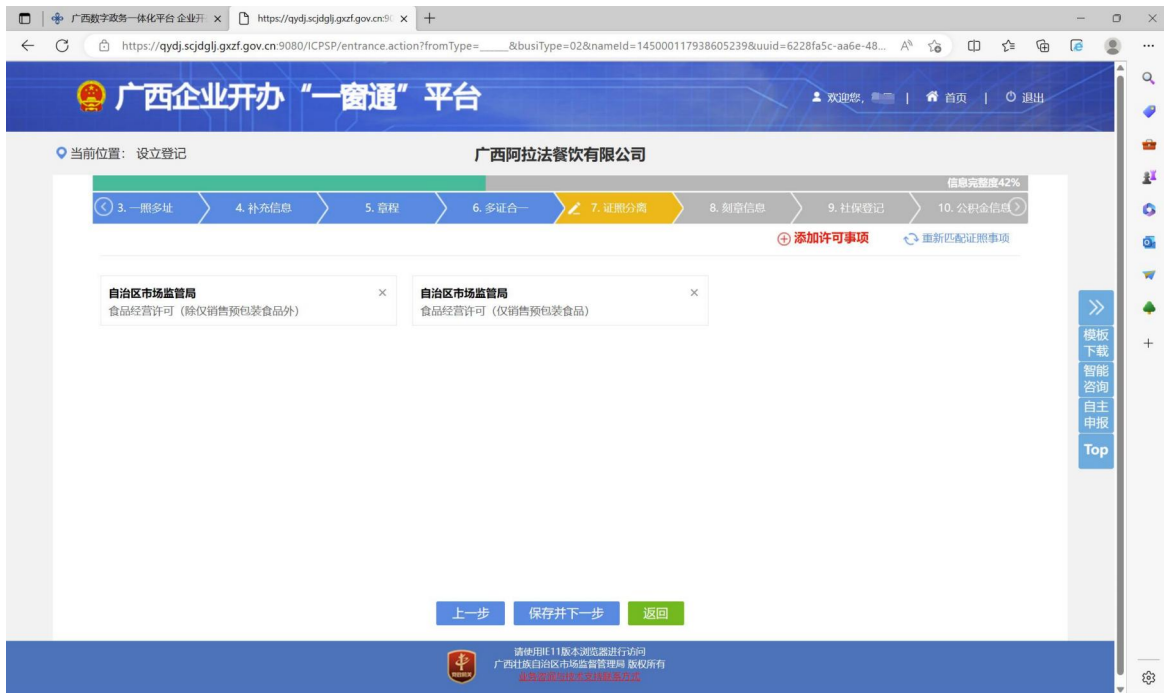 广西数字政务一体化平台 企业开
https://qydj.scjdglj.gxzf.gov.cn:90
https://qydj.scjdglj.gxzf.gov.cn:9080/ICPSP/entrance.action?fromType=_____&busiType=02&nameId=145000117938605239&uuid=6228fa5c-aa6e-48...
广西企业开办“一窗通”平台
欢迎您, | 首页 | 退出
当前位置: 设立登记
广西阿拉法餐饮有限公司
信息完整度42%
3. 一照多址 4. 补充信息 5. 章程 6. 多证合一 7. 证照分离 8. 刻章信息 9. 社保登记 10. 公积金信息
添加许可事项 重新匹配证照事项
自治区市场监管局 ×
食品经营许可（除仅销售预包装食品外）
自治区市场监管局 ×
食品经营许可（仅销售预包装食品）
模板
下载
智能
咨询
自主
申报
Top
上一步 保存并下一步 返回
请使用IE11版本浏览器进行访问
广西壮族自治区市场监督管理局 版权所有